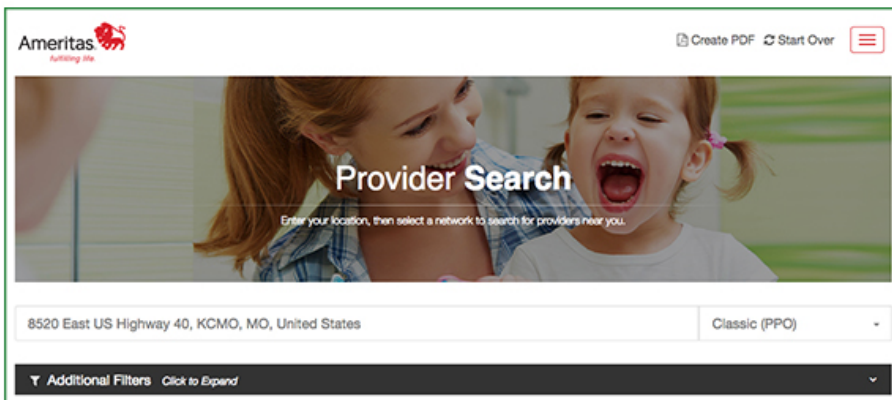 Ameritas
fulfilling life.
Create PDF Start Over
Provider Search
Enter your location, then select a network to search for providers near you.
8520 East US Highway 40, KCMO, MO, United States Classic (PPO)
Additional Filters Click to Expand